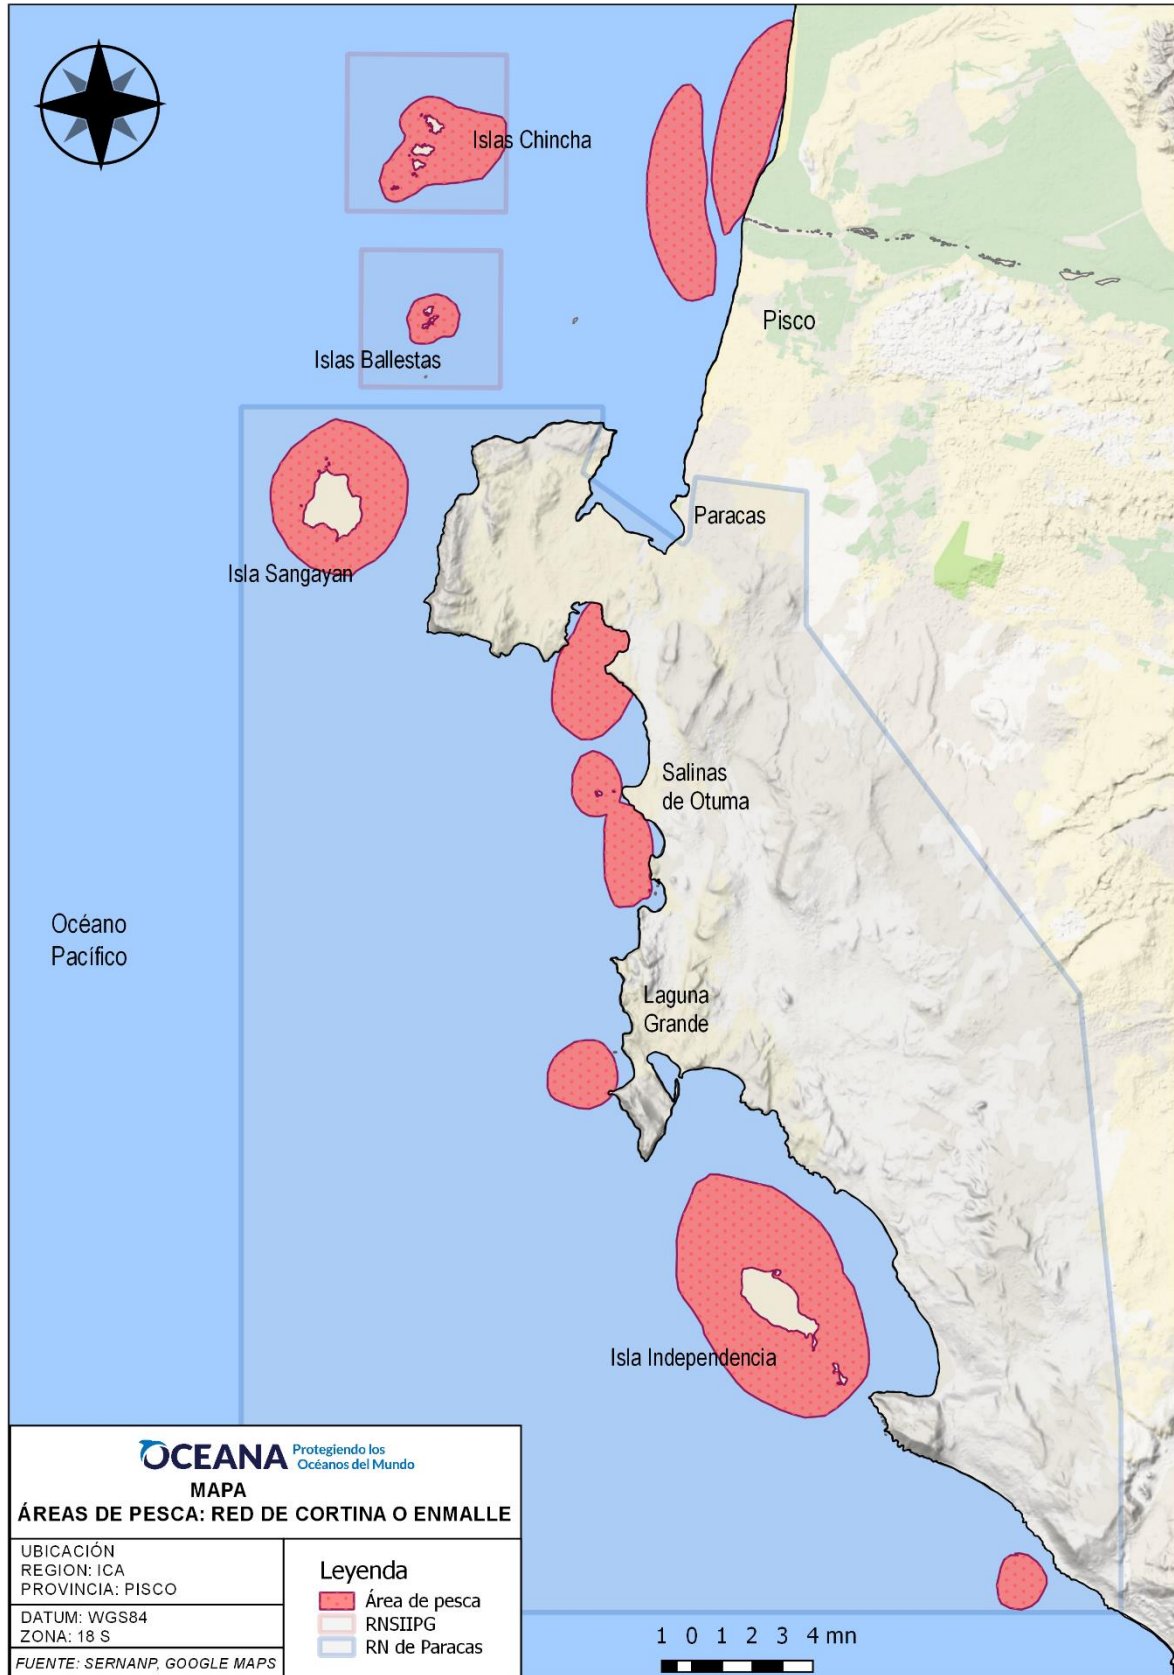 Islas Chincha
Pisco
Islas Ballestas
Paracas
Isla Sangayan
Salinas
de Otuma
Océano
Pacífico
Laguna
Grande
Isla Independencia
OCEANA Protegiendo los
Océanos del Mundo
MAPA
ÁREAS DE PESCA: RED DE CORTINA O ENMALLE
UBICACIÓN
REGION: ICA
PROVINCIA: PISCO
DATUM: WGS84
ZONA: 18 S
FUENTE: SERNANP, GOOGLE MAPS
Leyenda
Área de pesca
RNSIIPG
RN de Paracas
1 0 1 2 3 4 mn